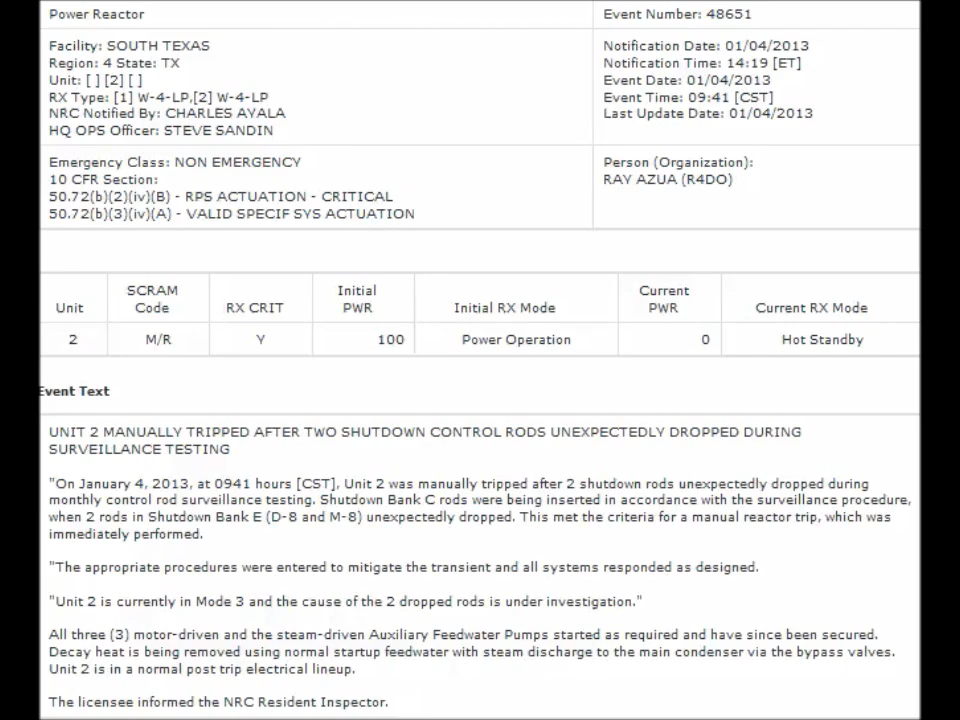 Power Reactor
Event Number: 48651
Facility: SOUTH TEXAS
Region: 4 State: TX
Unit: [ ] [2] [ ]
RX Type: [1] W-4-LP,[2] W-4-LP
NRC Notified By: CHARLES AYALA
HQ OPS Officer: STEVE SANDIN
Notification Date: 01/04/2013
Notification Time: 14:19 [ET]
Event Date: 01/04/2013
Event Time: 09:41 [CST]
Last Update Date: 01/04/2013
Emergency Class: NON EMERGENCY
10 CFR Section:
50.72(b)(2)(iv)(B) - RPS ACTUATION - CRITICAL
50.72(b)(3)(iv)(A) - VALID SPECIF SYS ACTUATION
Person (Organization):
RAY AZUA (R4DO)
Unit SCRAM Code RX CRIT Initial PWR Initial RX Mode Current PWR Current RX Mode
2 M/R Y 100 Power Operation 0 Hot Standby
Event Text
UNIT 2 MANUALLY TRIPPED AFTER TWO SHUTDOWN CONTROL RODS UNEXPECTEDLY DROPPED DURING
SURVEILLANCE TESTING
"On January 4, 2013, at 0941 hours [CST], Unit 2 was manually tripped after 2 shutdown rods unexpectedly dropped during
monthly control rod surveillance testing. Shutdown Bank C rods were being inserted in accordance with the surveillance procedure,
when 2 rods in Shutdown Bank E (D-8 and M-8) unexpectedly dropped. This met the criteria for a manual reactor trip, which was
immediately performed.
"The appropriate procedures were entered to mitigate the transient and all systems responded as designed.
"Unit 2 is currently in Mode 3 and the cause of the 2 dropped rods is under investigation."
All three (3) motor-driven and the steam-driven Auxiliary Feedwater Pumps started as required and have since been secured.
Decay heat is being removed using normal startup feedwater with steam discharge to the main condenser via the bypass valves.
Unit 2 is in a normal post trip electrical lineup.
The licensee informed the NRC Resident Inspector.